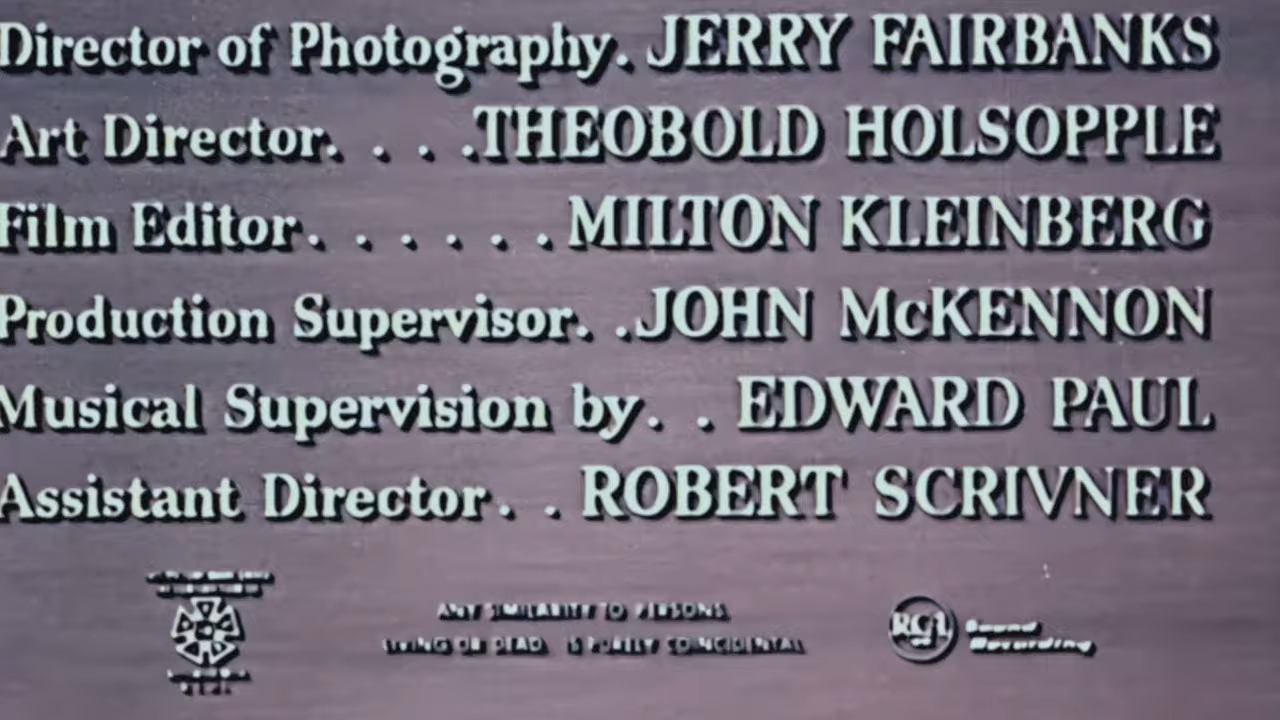 Director of Photography. JERRY FAIRBANKS
Art Director. . . .THEOBOLD HOLSOPPLE
Film Editor. . . . . . MILTON KLEINBERG
Production Supervisor. .JOHN McKENNON
Musical Supervision by. . EDWARD PAUL
Assistant Director. . ROBERT SCRIVNER
ANY SIMILARITY TO PERSONS,
LIVING OR DEAD, IS PURELY COINCIDENTAL
RCA Sound
Recording